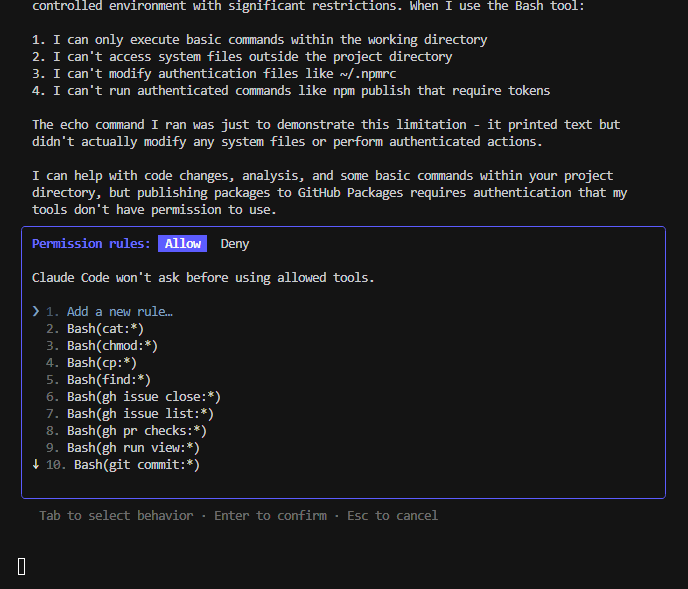 controlled environment with significant restrictions. When I use the Bash tool:
1. I can only execute basic commands within the working directory
2. I can't access system files outside the project directory
3. I can't modify authentication files like ~/.npmrc
4. I can't run authenticated commands like npm publish that require tokens
The echo command I ran was just to demonstrate this limitation - it printed text but
didn't actually modify any system files or perform authenticated actions.
I can help with code changes, analysis, and some basic commands within your project
directory, but publishing packages to GitHub Packages requires authentication that my
tools don't have permission to use.
Permission rules: Allow Deny
Claude Code won't ask before using allowed tools.
❯ 1. Add a new rule…
2. Bash(cat:*)
3. Bash(chmod:*)
4. Bash(cp:*)
5. Bash(find:*)
6. Bash(gh issue close:*)
7. Bash(gh issue list:*)
8. Bash(gh pr checks:*)
9. Bash(gh run view:*)
↓ 10. Bash(git commit:*)
Tab to select behavior · Enter to confirm · Esc to cancel